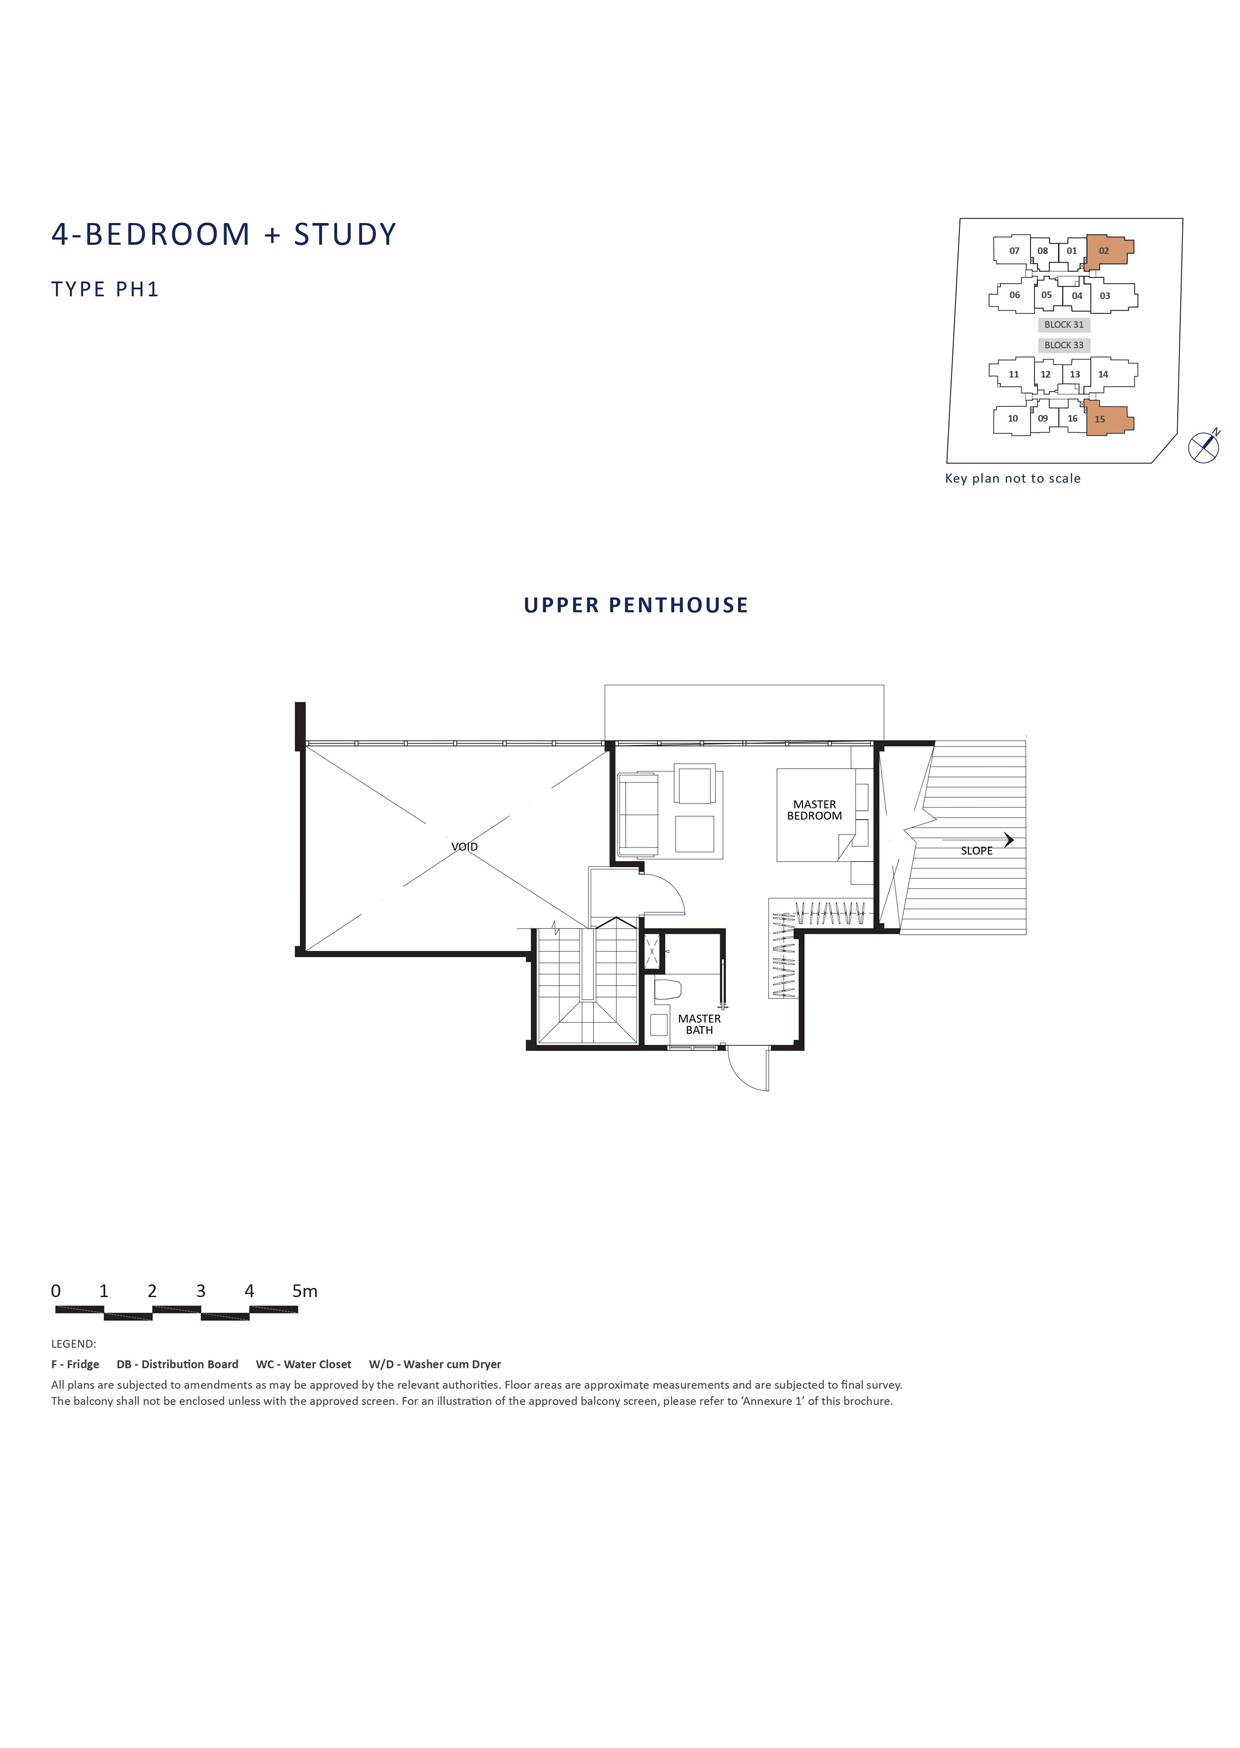 4-BEDROOM + STUDY
TYPE PH1
07 08 01 02
06 05 04 03
BLOCK 31
BLOCK 33
11 12 13 14
10 09 16 15
N
Key plan not to scale
UPPER PENTHOUSE
MASTER
BEDROOM
VOID
SLOPE
MASTER
BATH
0 1 2 3 4 5m
LEGEND:
F - Fridge DB - Distribution Board WC - Water Closet W/D - Washer cum Dryer
All plans are subjected to amendments as may be approved by the relevant authorities. Floor areas are approximate measurements and are subjected to final survey.
The balcony shall not be enclosed unless with the approved screen. For an illustration of the approved balcony screen, please refer to ‘Annexure 1’ of this brochure.